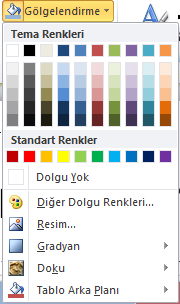 Gölgelendirme
Tema Renkleri
Standart Renkler
Dolgu Yok
Diğer Dolgu Renkleri...
Resim...
Gradyan
Doku
Tablo Arka Planı